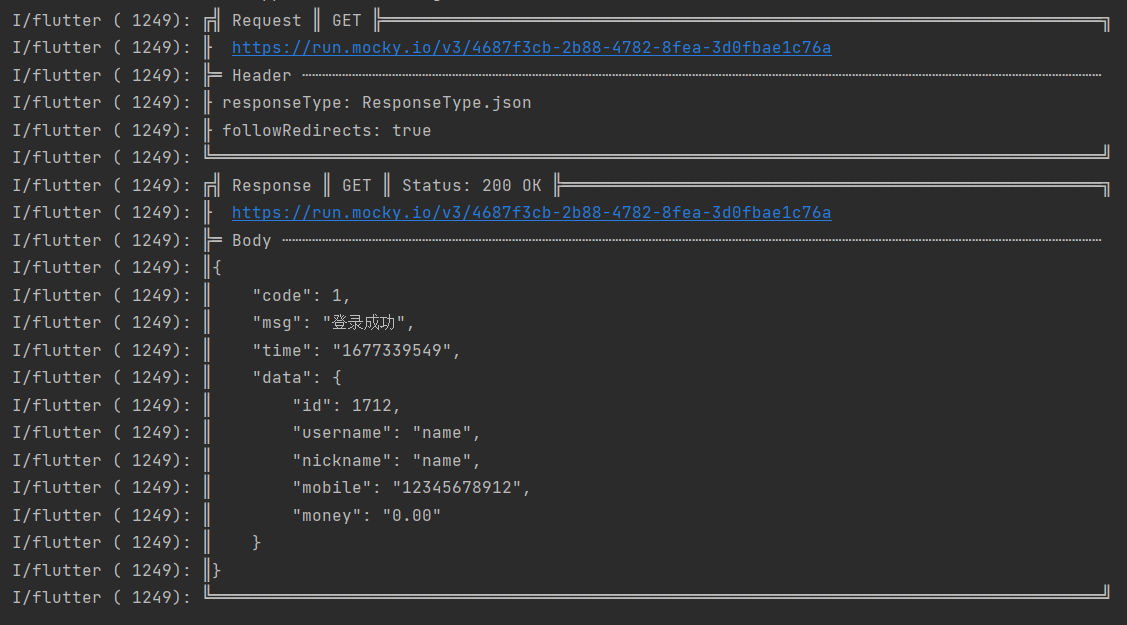 I/flutter ( 1249): ╔╣ Request ║ GET ╠══════════════════════════════════════════════════════════════════════════╗
I/flutter ( 1249): ╟  https://run.mocky.io/v3/4687f3cb-2b88-4782-8fea-3d0fbae1c76a
I/flutter ( 1249): ╠═ Header ┄┄┄┄┄┄┄┄┄┄┄┄┄┄┄┄┄┄┄┄┄┄┄┄┄┄┄┄┄┄┄┄┄┄┄┄┄┄┄┄┄┄┄┄┄┄┄┄┄┄┄┄┄┄┄┄┄┄┄┄┄┄┄┄┄┄┄┄┄┄┄┄┄┄┄┄┄┄┄┄
I/flutter ( 1249): ╟ responseType: ResponseType.json
I/flutter ( 1249): ╟ followRedirects: true
I/flutter ( 1249): ╚══════════════════════════════════════════════════════════════════════════════════════════╝
I/flutter ( 1249): ╔╣ Response ║ GET ║ Status: 200 OK ╠═══════════════════════════════════════════════════════╗
I/flutter ( 1249): ╟  https://run.mocky.io/v3/4687f3cb-2b88-4782-8fea-3d0fbae1c76a
I/flutter ( 1249): ╠═ Body ┄┄┄┄┄┄┄┄┄┄┄┄┄┄┄┄┄┄┄┄┄┄┄┄┄┄┄┄┄┄┄┄┄┄┄┄┄┄┄┄┄┄┄┄┄┄┄┄┄┄┄┄┄┄┄┄┄┄┄┄┄┄┄┄┄┄┄┄┄┄┄┄┄┄┄┄┄┄┄┄┄┄
I/flutter ( 1249): ║{
I/flutter ( 1249): ║    "code": 1,
I/flutter ( 1249): ║    "msg": "登录成功",
I/flutter ( 1249): ║    "time": "1677339549",
I/flutter ( 1249): ║    "data": {
I/flutter ( 1249): ║        "id": 1712,
I/flutter ( 1249): ║        "username": "name",
I/flutter ( 1249): ║        "nickname": "name",
I/flutter ( 1249): ║        "mobile": "12345678912",
I/flutter ( 1249): ║        "money": "0.00"
I/flutter ( 1249): ║    }
I/flutter ( 1249): ║}
I/flutter ( 1249): ╚══════════════════════════════════════════════════════════════════════════════════════════╝